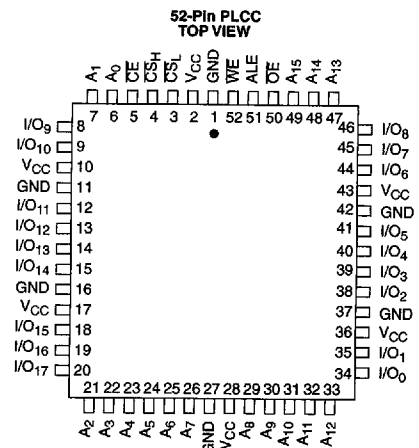 52-Pin PLCC
TOP VIEW
A1 A0 CE CSH CSL VCC GND WE ALE OE A15 A14 A13
7 6 5 4 3 2 1 52 51 50 49 48 47
I/O9 8
I/O10 9
VCC 10
GND 11
I/O11 12
I/O12 13
I/O13 14
I/O14 15
GND 16
VCC 17
I/O15 18
I/O16 19
I/O17 20
46 I/O8
45 I/O7
44 I/O6
43 VCC
42 GND
41 I/O5
40 I/O4
39 I/O3
38 I/O2
37 GND
36 VCC
35 I/O1
34 I/O0
21 22 23 24 25 26 27 28 29 30 31 32 33
A2 A3 A4 A5 A6 A7 GND VCC A8 A9 A10 A11 A12